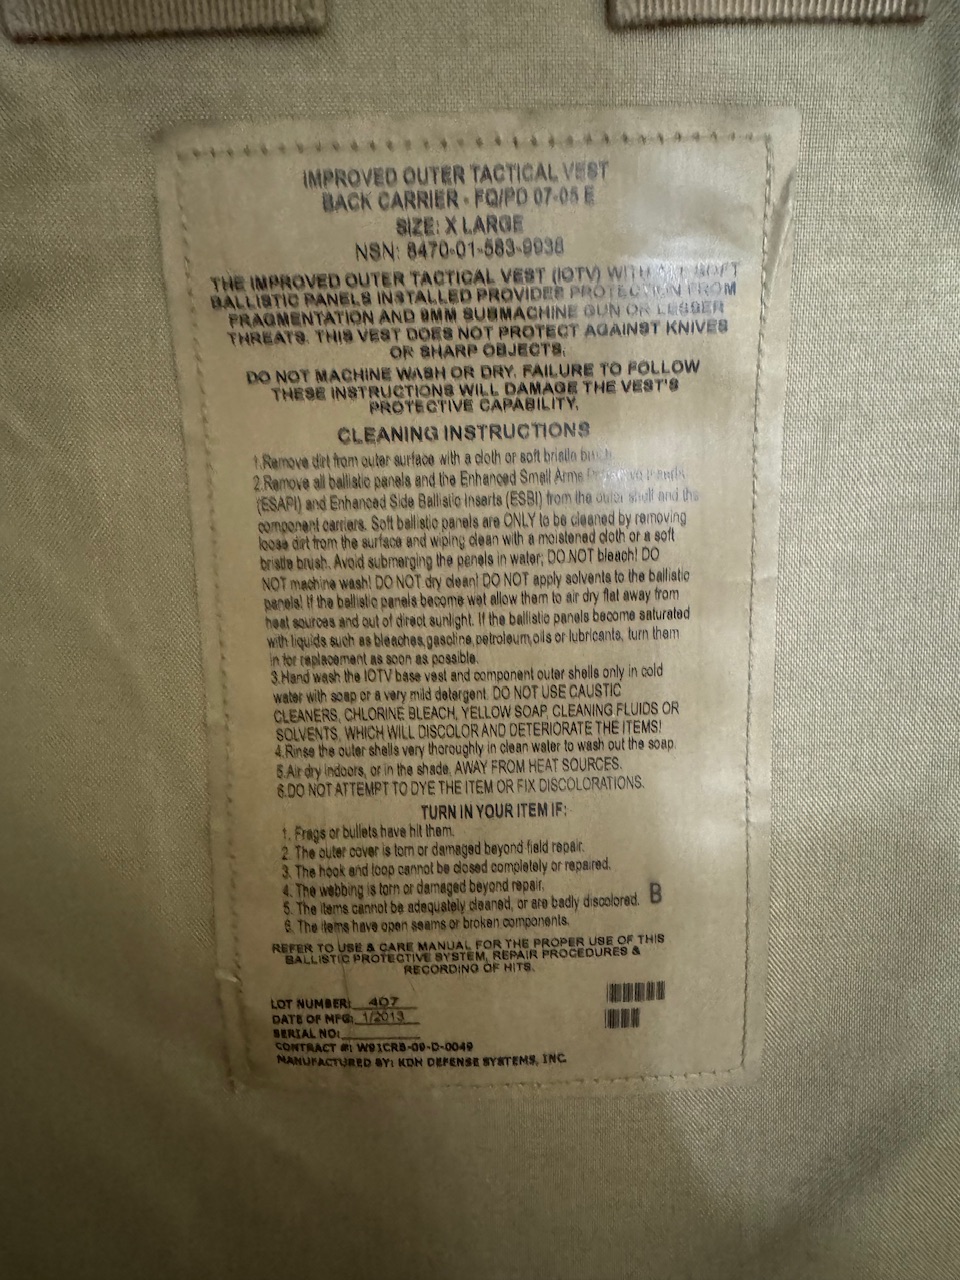 IMPROVED OUTER TACTICAL VEST
BACK CARRIER - FQ/PD 07-05 E
SIZE: X LARGE
NSN: 8470-01-583-9938
THE IMPROVED OUTER TACTICAL VEST (IOTV) WITH ALL SOFT
BALLISTIC PANELS INSTALLED PROVIDES PROTECTION FROM
FRAGMENTATION AND 9MM SUBMACHINE GUN OR LESSER
THREATS. THIS VEST DOES NOT PROTECT AGAINST KNIVES
OR SHARP OBJECTS.
DO NOT MACHINE WASH OR DRY. FAILURE TO FOLLOW
THESE INSTRUCTIONS WILL DAMAGE THE VEST'S
PROTECTIVE CAPABILITY.
CLEANING INSTRUCTIONS
1.Remove dirt from outer surface with a cloth or soft bristle brush.
2.Remove all ballistic panels and the Enhanced Small Arms
(ESAPI) and Enhanced Side Ballistic Inserts (ESBI) from the outer shell and the
component carriers. Soft ballistic panels are ONLY to be cleaned by removing
loose dirt from the surface and wiping clean with a moistened cloth or a soft
bristle brush. Avoid submerging the panels in water; DO NOT bleach! DO
NOT machine wash! DO NOT dry clean! DO NOT apply solvents to the ballistic
panels! If the ballistic panels become wet allow them to air dry flat away from
heat sources and out of direct sunlight. If the ballistic panels become saturated
with liquids such as bleaches,gasoline,petroleum,oils or lubricants, turn them
in for replacement as soon as possible.
3.Hand wash the IOTV base vest and component outer shells only in cold
water with soap or a very mild detergent. DO NOT USE CAUSTIC
CLEANERS, CHLORINE BLEACH, YELLOW SOAP, CLEANING FLUIDS OR
SOLVENTS, WHICH WILL DISCOLOR AND DETERIORATE THE ITEMS!
4.Rinse the outer shells very thoroughly in clean water to wash out the soap.
5.Air dry indoors, or in the shade, AWAY FROM HEAT SOURCES.
6.DO NOT ATTEMPT TO DYE THE ITEM OR FIX DISCOLORATIONS.
TURN IN YOUR ITEM IF:
1. Frags or bullets have hit them.
2. The outer cover is torn or damaged beyond field repair.
3. The hook and loop cannot be closed completely or repaired.
4. The webbing is torn or damaged beyond repair.
5. The items cannot be adequately cleaned, or are badly discolored. B
6. The items have open seams or broken components.
REFER TO USE & CARE MANUAL FOR THE PROPER USE OF THIS
BALLISTIC PROTECTIVE SYSTEM, REPAIR PROCEDURES &
RECORDING OF HITS.
LOT NUMBER: 407
DATE OF MFG: 1/2013
SERIAL NO:
CONTRACT #: W91CRB-09-D-0049
MANUFACTURED BY: KDH DEFENSE SYSTEMS, INC.